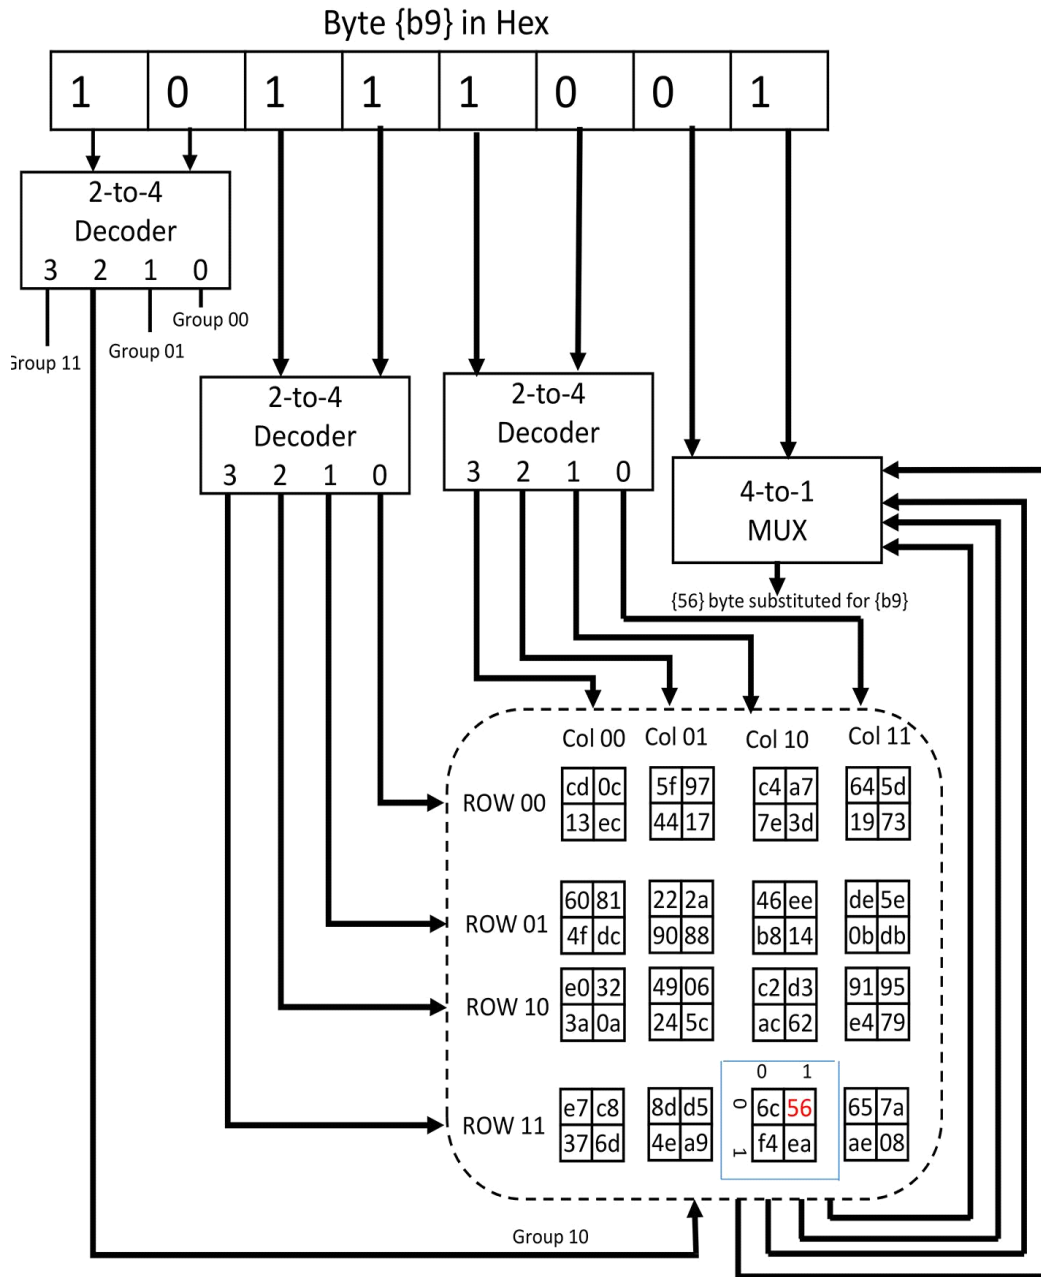 Byte {b9} in Hex
1 0 1 1 1 0 0 1
2-to-4
Decoder
3 2 1 0
Group 00
Group 01
Group 11
2-to-4
Decoder
3 2 1 0
2-to-4
Decoder
3 2 1 0
4-to-1
MUX
{56} byte substituted for {b9}
Col 00 Col 01 Col 10 Col 11
cd 0c 5f 97 c4 a7 64 5d
ROW 00
13 ec 44 17 7e 3d 19 73
60 81 22 2a 46 ee de 5e
ROW 01
4f dc 90 88 b8 14 0b db
e0 32 49 06 c2 d3 91 95
ROW 10
3a 0a 24 5c ac 62 e4 79
0 1
e7 c8 8d d5 0 6c 56 65 7a
ROW 11
37 6d 4e a9 1 f4 ea ae 08
Group 10